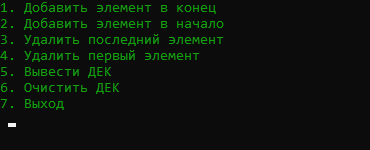 1. Добавить элемент в конец
2. Добавить элемент в начало
3. Удалить последний элемент
4. Удалить первый элемент
5. Вывести ДЕК
6. Очистить ДЕК
7. Выход